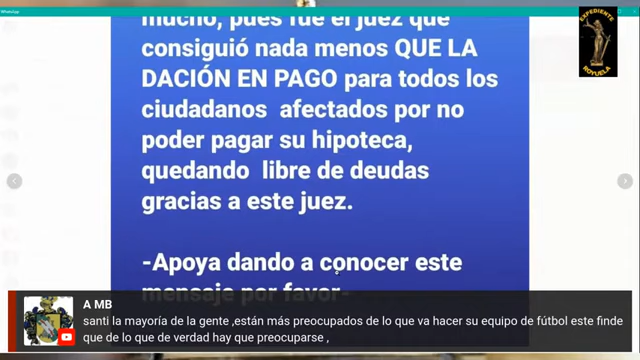 WhatsApp
EXPEDIENTE
ROYUELA
mucho, pues fue el juez que
consiguió nada menos QUE LA
DACIÓN EN PAGO para todos los
ciudadanos afectados por no
poder pagar su hipoteca,
quedando libre de deudas
gracias a este juez.
-Apoya dando a conocer este
mensaje por favor-
A MB
santi la mayoría de la gente ,están más preocupados de lo que va hacer su equipo de fútbol este finde
que de lo que de verdad hay que preocuparse ,